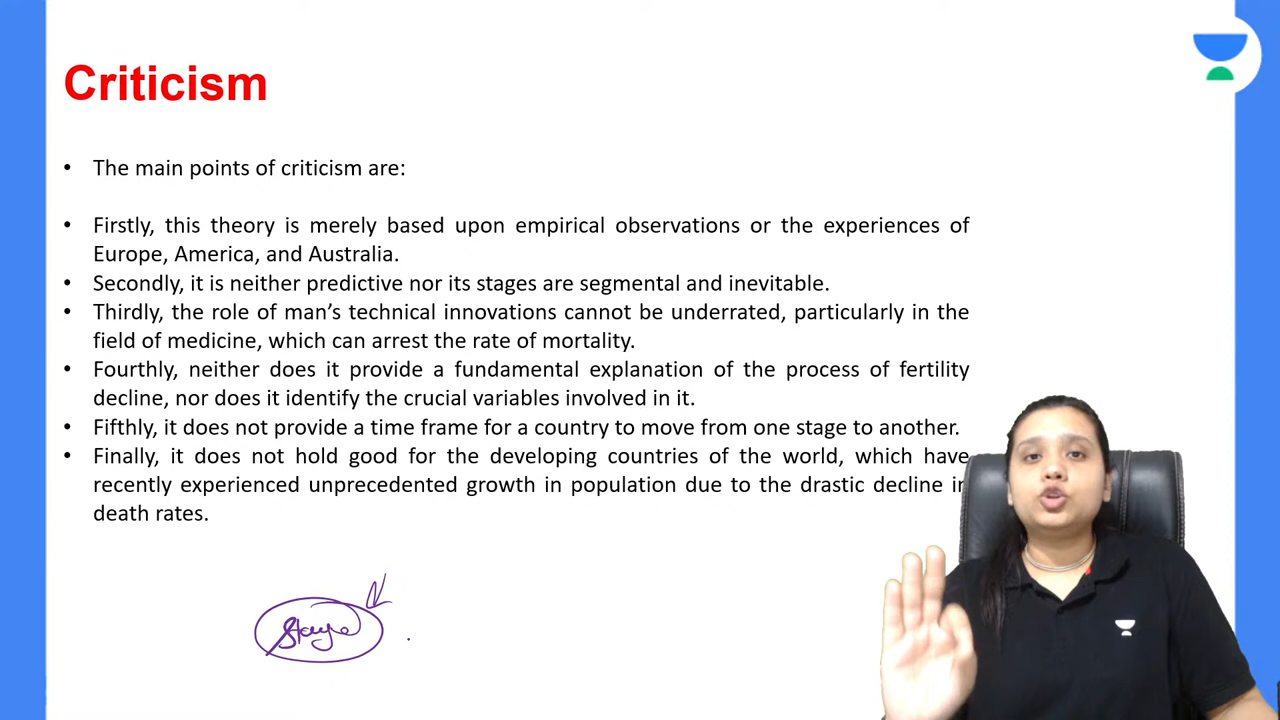 Criticism
• The main points of criticism are:
• Firstly, this theory is merely based upon empirical observations or the experiences of
Europe, America, and Australia.
• Secondly, it is neither predictive nor its stages are segmental and inevitable.
• Thirdly, the role of man’s technical innovations cannot be underrated, particularly in the
field of medicine, which can arrest the rate of mortality.
• Fourthly, neither does it provide a fundamental explanation of the process of fertility
decline, nor does it identify the crucial variables involved in it.
• Fifthly, it does not provide a time frame for a country to move from one stage to another.
• Finally, it does not hold good for the developing countries of the world, which have
recently experienced unprecedented growth in population due to the drastic decline in
death rates.
Stage